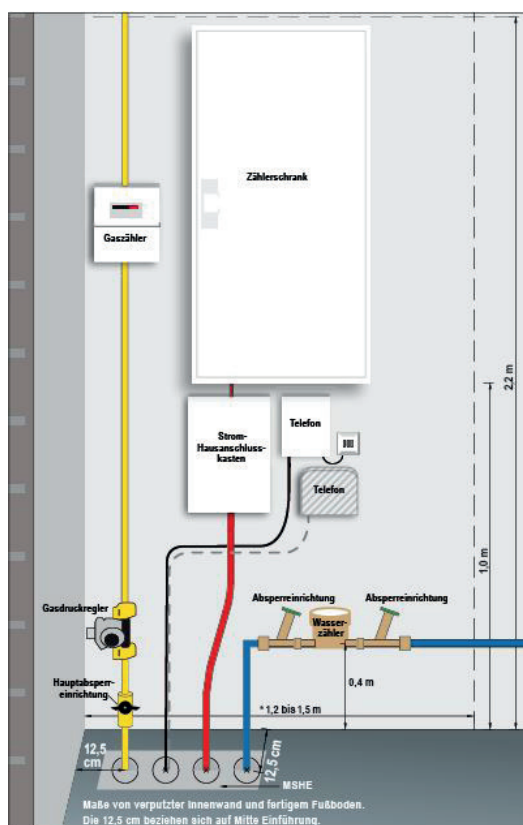 Zählerschrank
Gaszähler
2,2 m
Strom-
Hausanschluss-
kasten
Telefon
Telefon
1,0 m
Gasdruckregler
Absperreinrichtung
Absperreinrichtung
Wasser-
zähler
Hauptabsperr-
einrichtung
0,4 m
* 1,2 bis 1,5 m
12,5
cm
12,5 cm
MSHE
Maße von verputzter Innenwand und fertigem Fußboden.
Die 12,5 cm beziehen sich auf Mitte Einführung.